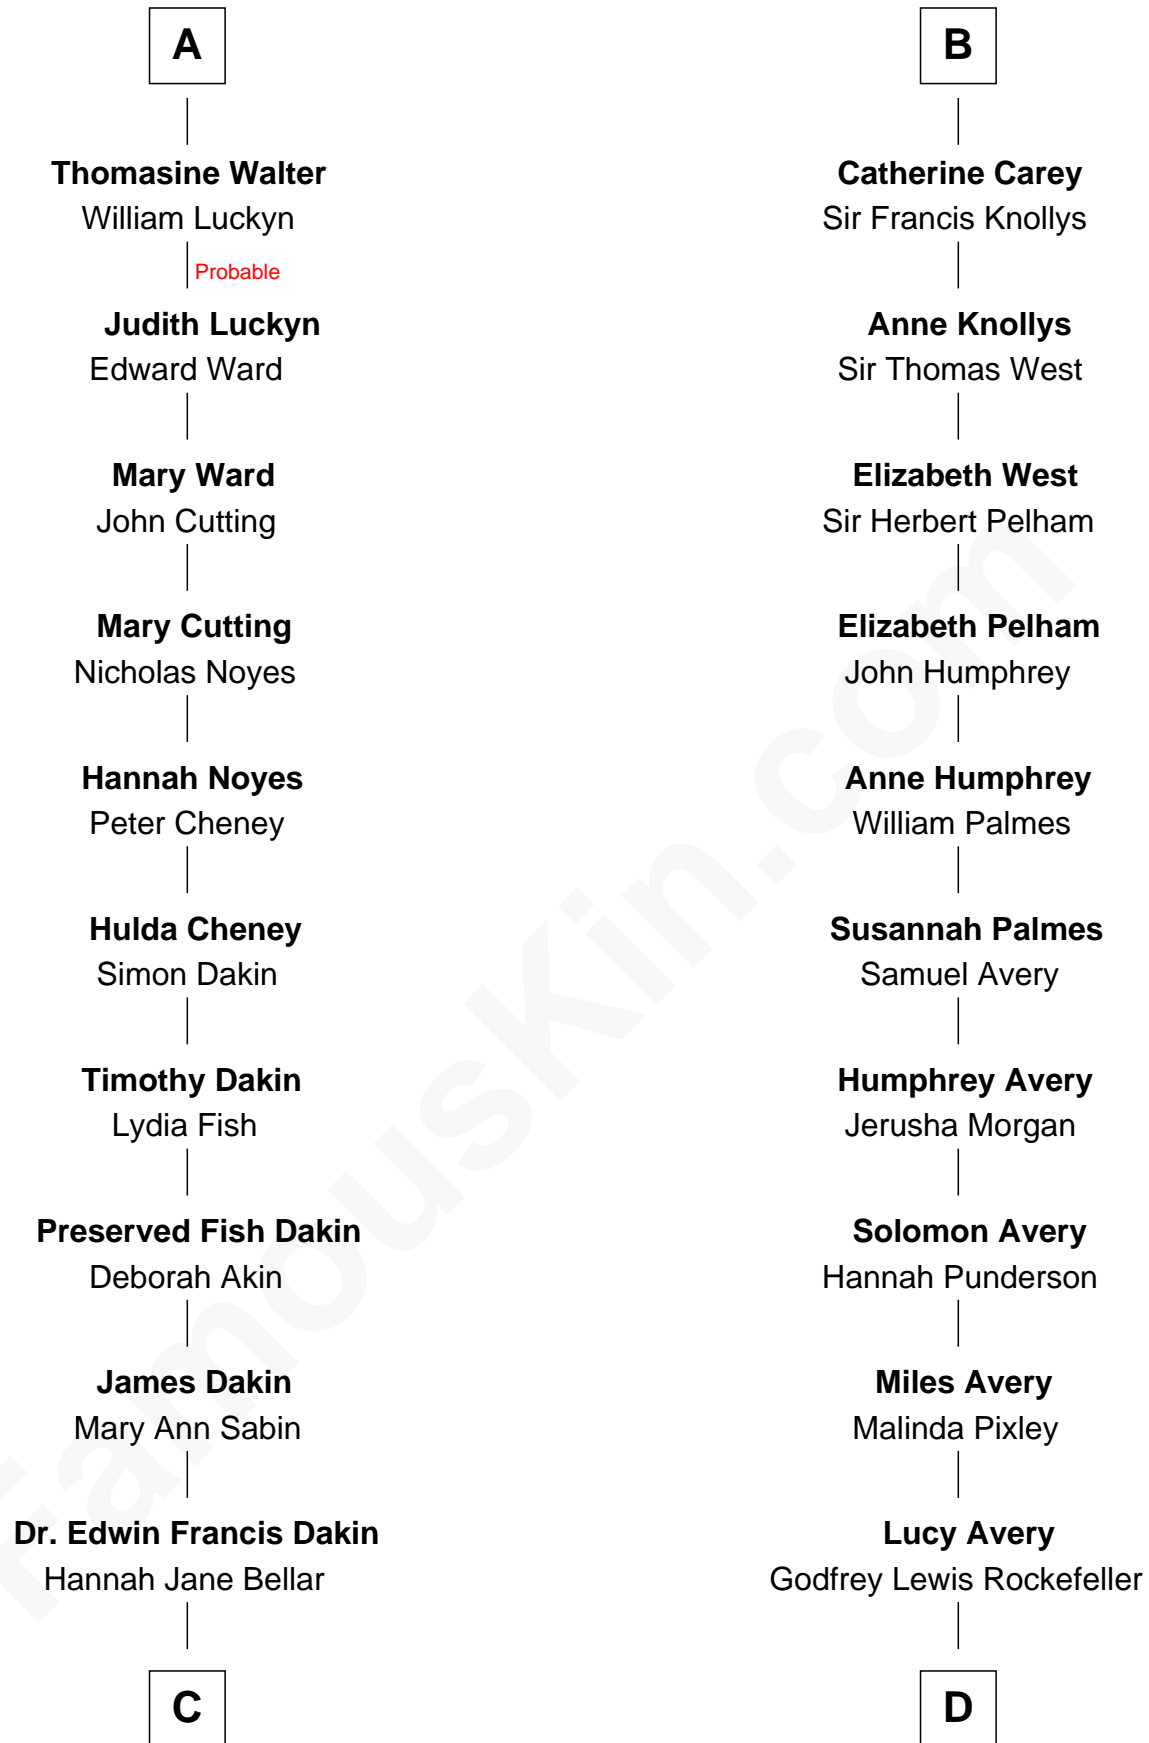 A
Thomasine Walter
William Luckyn
Probable
Judith Luckyn
Edward Ward
Mary Ward
John Cutting
Mary Cutting
Nicholas Noyes
Hannah Noyes
Peter Cheney
Hulda Cheney
Simon Dakin
Timothy Dakin
Lydia Fish
Preserved Fish Dakin
Deborah Akin
James Dakin
Mary Ann Sabin
Dr. Edwin Francis Dakin
Hannah Jane Bellar
C
B
Catherine Carey
Sir Francis Knollys
Anne Knollys
Sir Thomas West
Elizabeth West
Sir Herbert Pelham
Elizabeth Pelham
John Humphrey
Anne Humphrey
William Palmes
Susannah Palmes
Samuel Avery
Humphrey Avery
Jerusha Morgan
Solomon Avery
Hannah Punderson
Miles Avery
Malinda Pixley
Lucy Avery
Godfrey Lewis Rockefeller
D
FamousKin.com